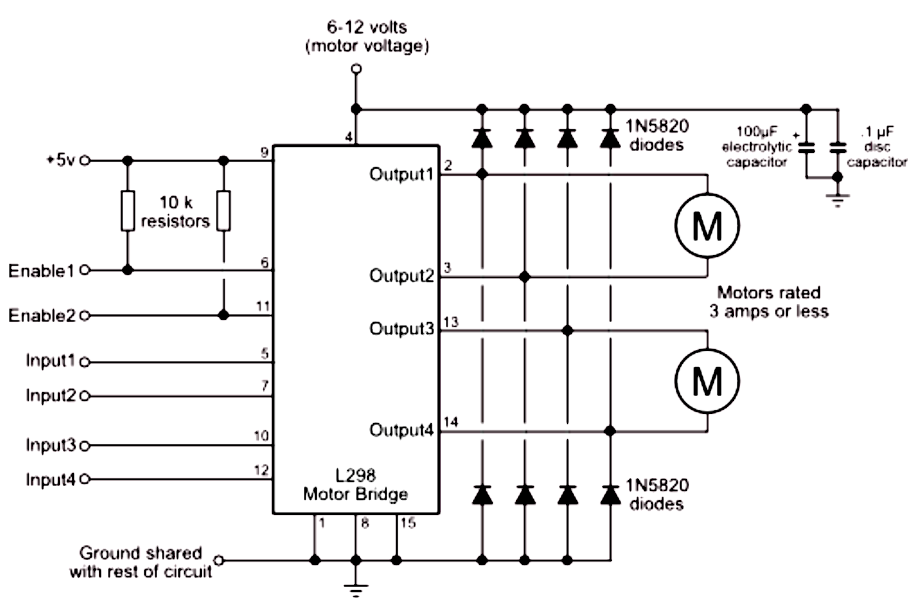 6-12 volts
(motor voltage)
4
1N5820
diodes
100µF
electrolytic
capacitor
+
.1 µF
disc
capacitor
+5v
9
Output1
2
10 k
resistors
M
Enable1
6
Output2
3
Motors rated
3 amps or less
Enable2
11
Output3
13
Input1
5
M
Input2
7
Output4
14
Input3
10
Input4
12
L298
Motor Bridge
1N5820
diodes
1
8
15
Ground shared
with rest of circuit